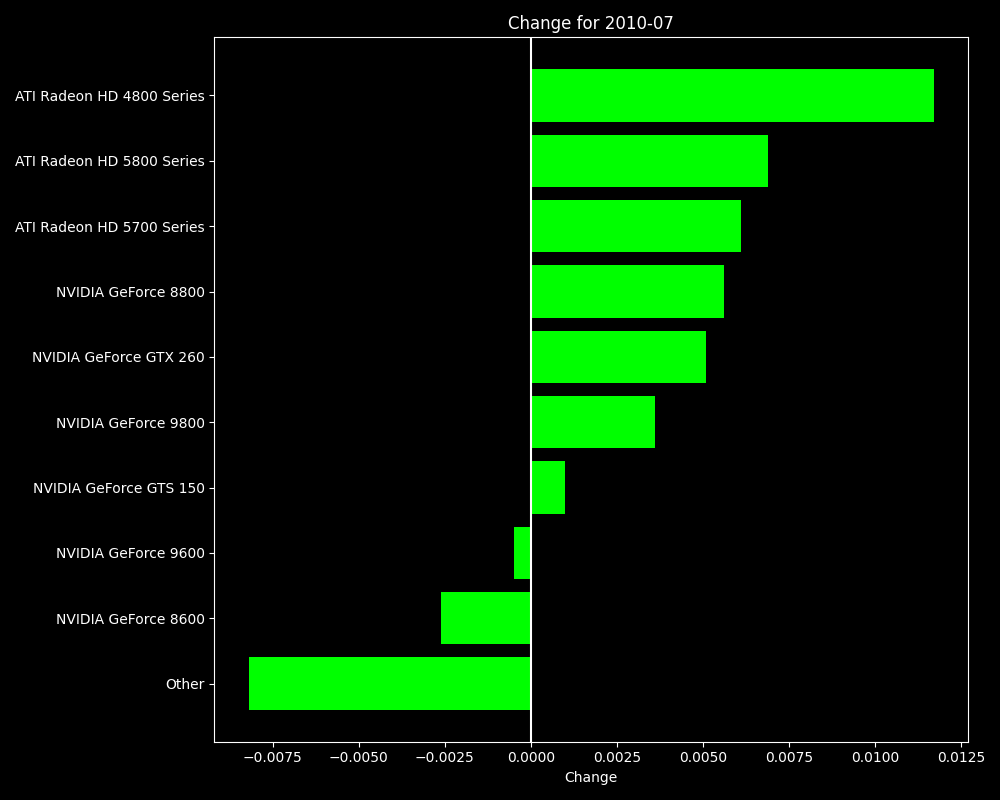 Change for 2010-07
ATI Radeon HD 4800 Series
ATI Radeon HD 5800 Series
ATI Radeon HD 5700 Series
NVIDIA GeForce 8800
NVIDIA GeForce GTX 260
NVIDIA GeForce 9800
NVIDIA GeForce GTS 150
NVIDIA GeForce 9600
NVIDIA GeForce 8600
Other
−0.0075 −0.0050 −0.0025 0.0000 0.0025 0.0050 0.0075 0.0100 0.0125
Change